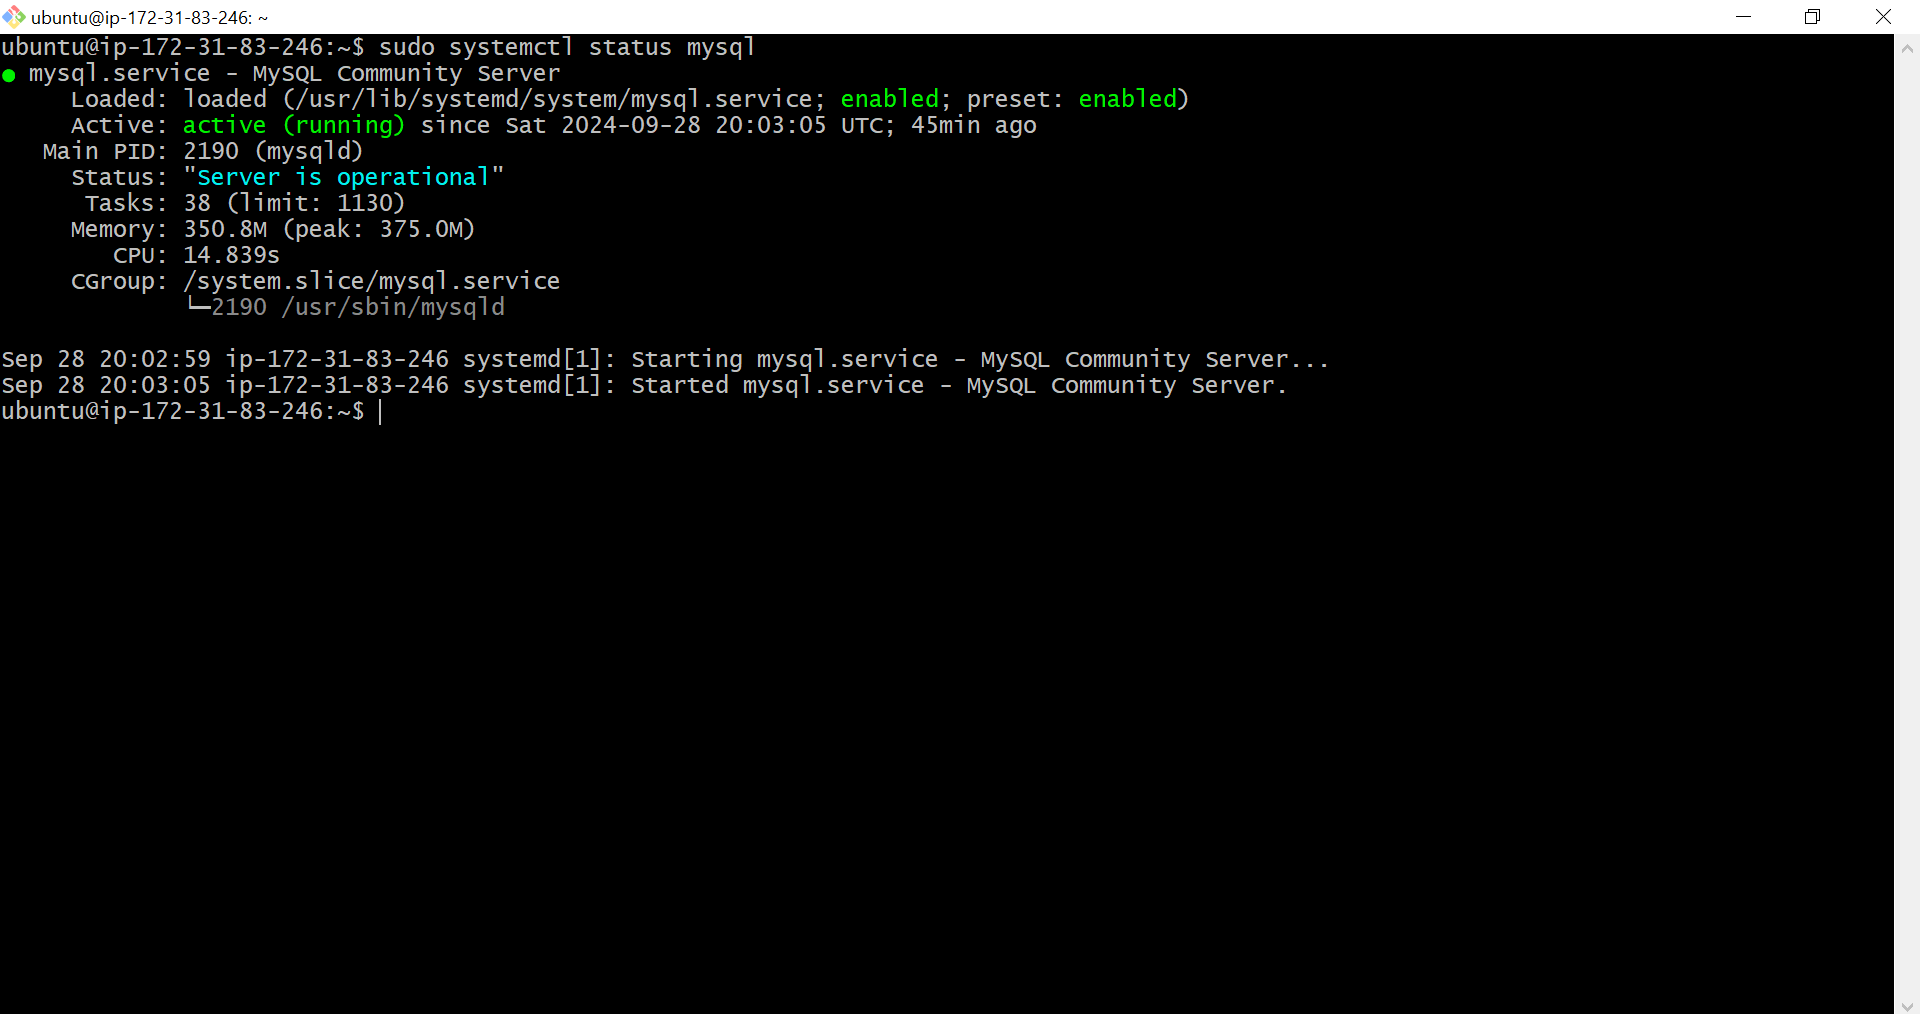 ubuntu@ip-172-31-83-246: ~
ubuntu@ip-172-31-83-246:~$ sudo systemctl status mysql
● mysql.service - MySQL Community Server
     Loaded: loaded (/usr/lib/systemd/system/mysql.service; enabled; preset: enabled)
     Active: active (running) since Sat 2024-09-28 20:03:05 UTC; 45min ago
   Main PID: 2190 (mysqld)
     Status: "Server is operational"
      Tasks: 38 (limit: 1130)
     Memory: 350.8M (peak: 375.0M)
        CPU: 14.839s
     CGroup: /system.slice/mysql.service
             └─2190 /usr/sbin/mysqld

Sep 28 20:02:59 ip-172-31-83-246 systemd[1]: Starting mysql.service - MySQL Community Server...
Sep 28 20:03:05 ip-172-31-83-246 systemd[1]: Started mysql.service - MySQL Community Server.
ubuntu@ip-172-31-83-246:~$